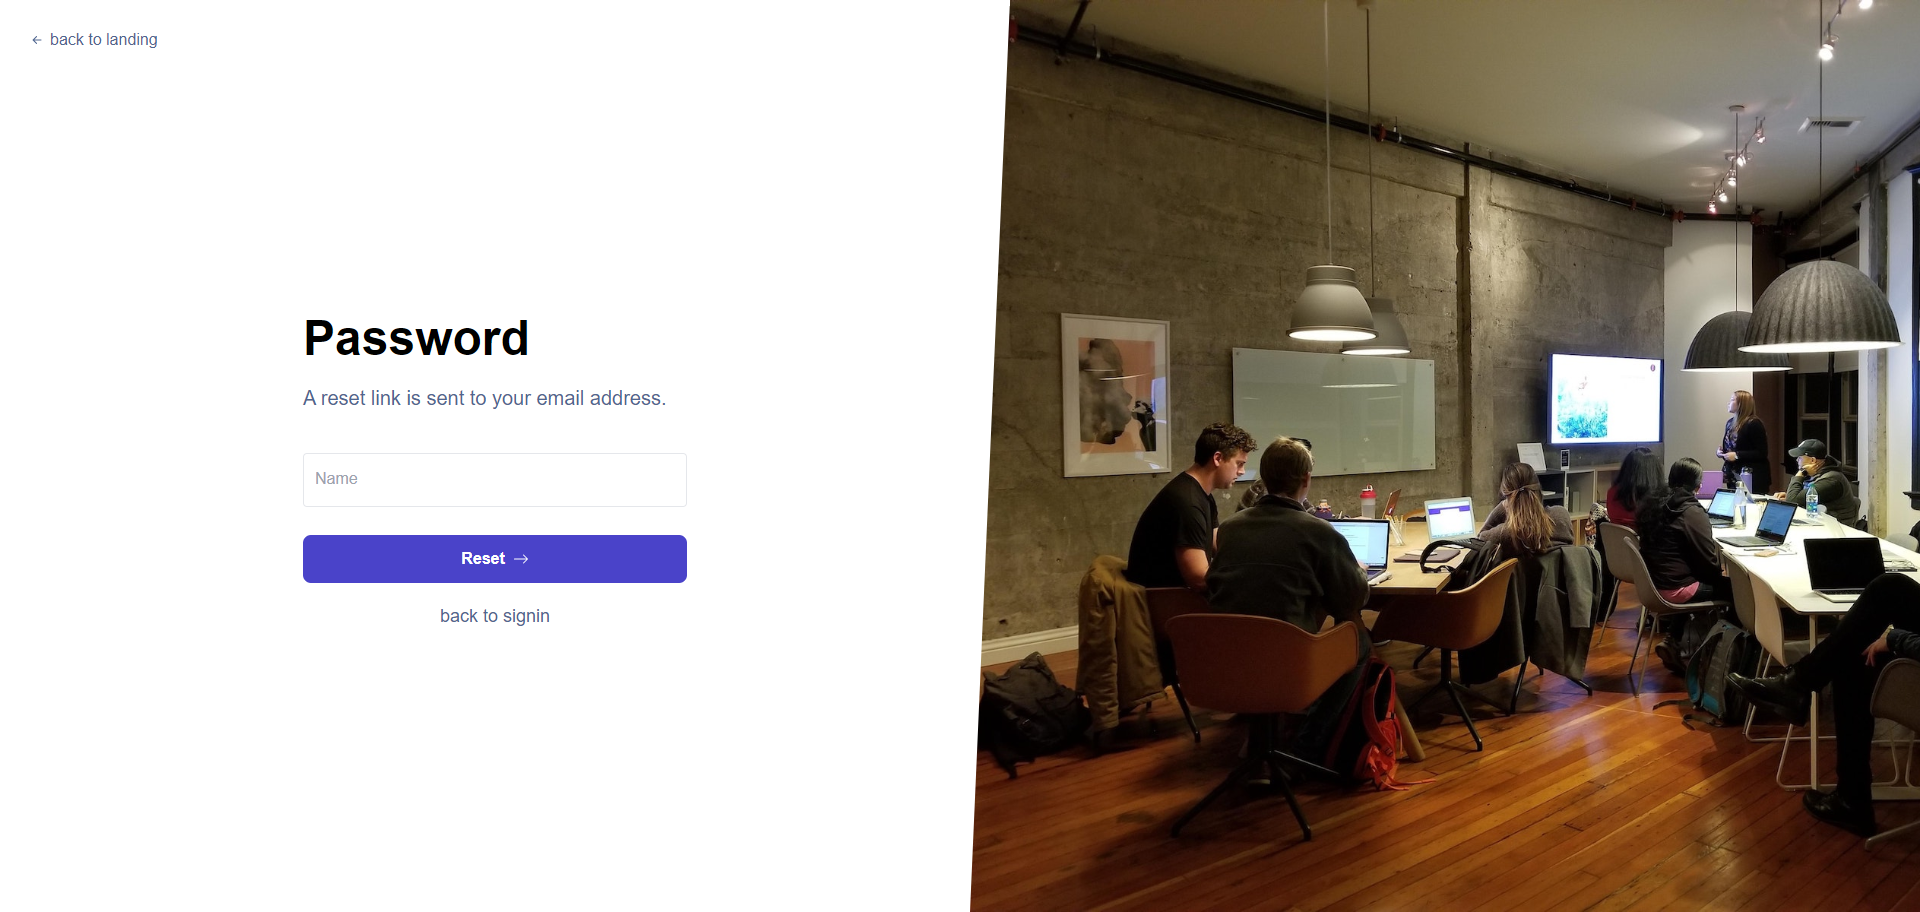 back to landing
Password
A reset link is sent to your email address.
Name
Reset
back to signin